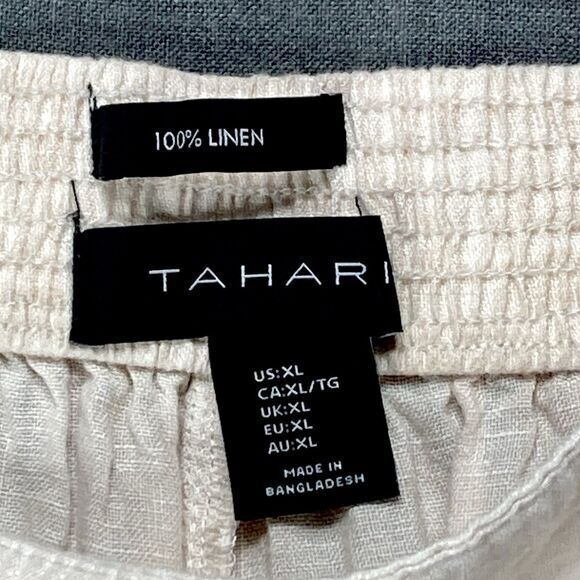 100% LINEN
TAHARI
US:XL
CA:XL/TG
UK:XL
EU:XL
AU:XL
MADE IN
BANGLADESH